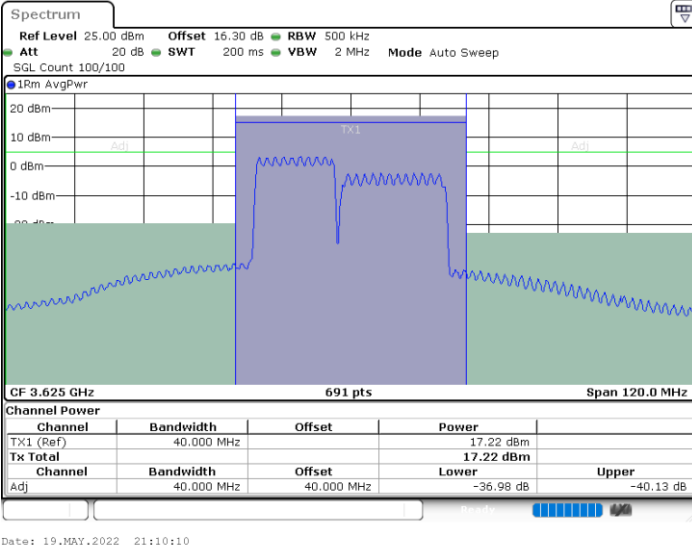 Spectrum
Ref Level 25.00 dBm Offset 16.30 dB RBW 500 kHz
Att 20 dB SWT 200 ms VBW 2 MHz Mode Auto Sweep
SGL Count 100/100
1Rm AvgPwr
20 dBm
TX1
10 dBm
Adj Adj
0 dBm
-10 dBm
CF 3.625 GHz 691 pts Span 120.0 MHz
Channel Power
Channel Bandwidth Offset Power
TX1 (Ref) 40.000 MHz 17.22 dBm
Tx Total 17.22 dBm
Channel Bandwidth Offset Lower Upper
Adj 40.000 MHz 40.000 MHz -36.98 dB -40.13 dB
Ready
Date: 19.MAY.2022 21:10:10